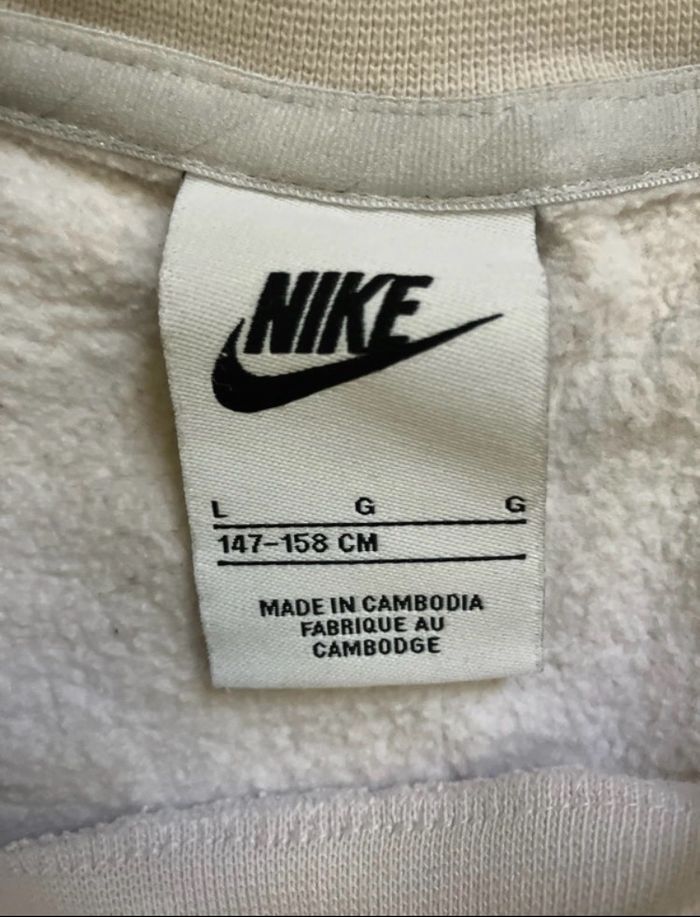 NIKE
L G G
147-158 CM
MADE IN CAMBODIA
FABRIQUE AU
CAMBODGE